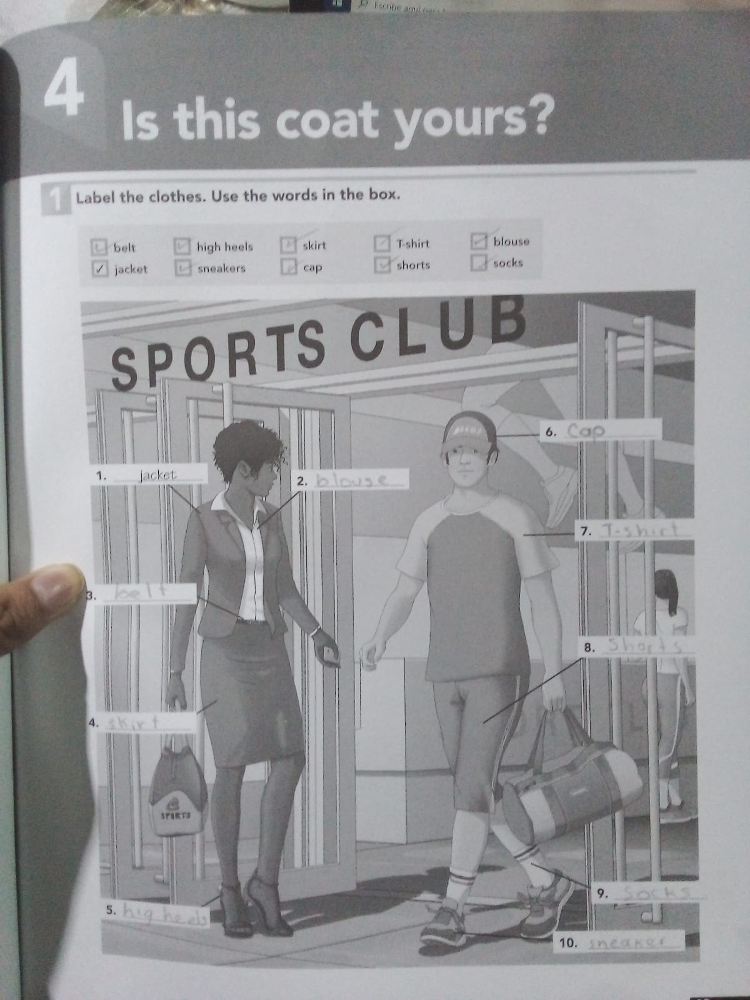 Escribe aquí
4
Is this coat yours?
1 Label the clothes. Use the words in the box.
belt high heels skirt T-shirt blouse
✓ jacket sneakers cap shorts socks
SPORTS CLUB
6. Cap
1. jacket
2. blouse
7. T-shirt
3. belt
8. Shorts
4. skirt
SPORTS
9. Socks
5. hig heels
10. sneaker